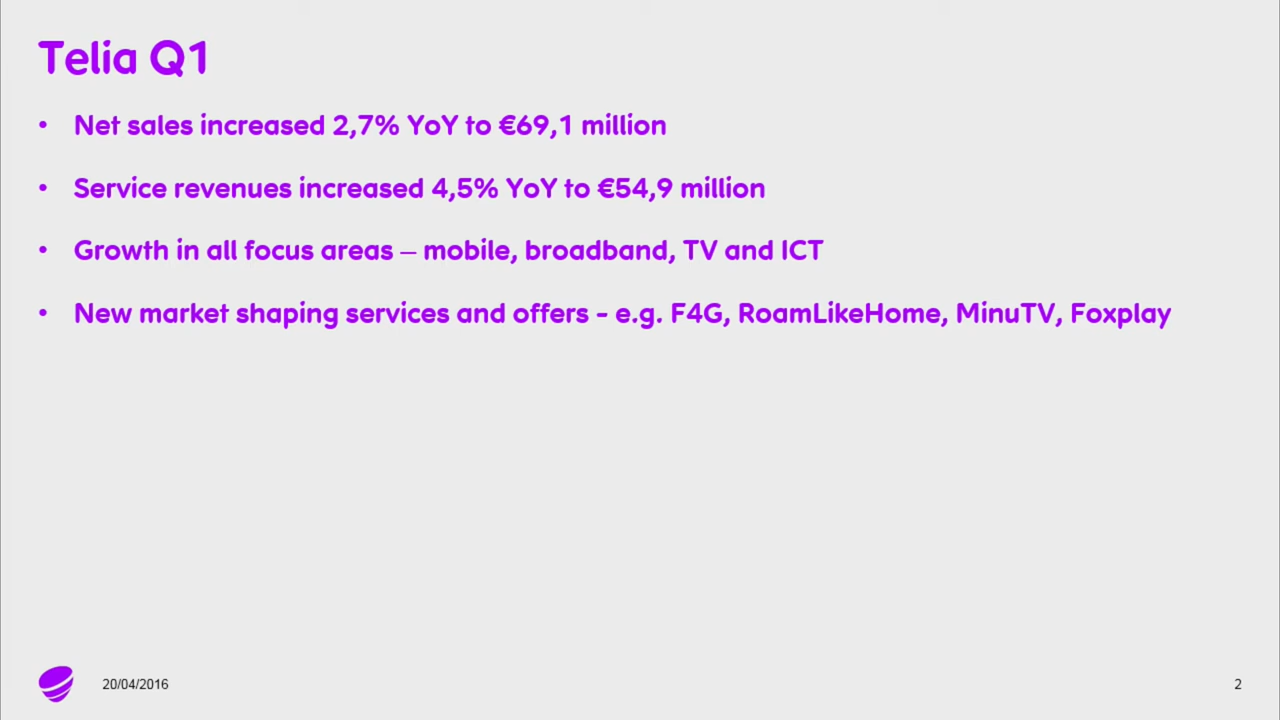 Telia Q1
• Net sales increased 2,7% YoY to €69,1 million
• Service revenues increased 4,5% YoY to €54,9 million
• Growth in all focus areas – mobile, broadband, TV and ICT
• New market shaping services and offers - e.g. F4G, RoamLikeHome, MinuTV, Foxplay
20/04/2016
2